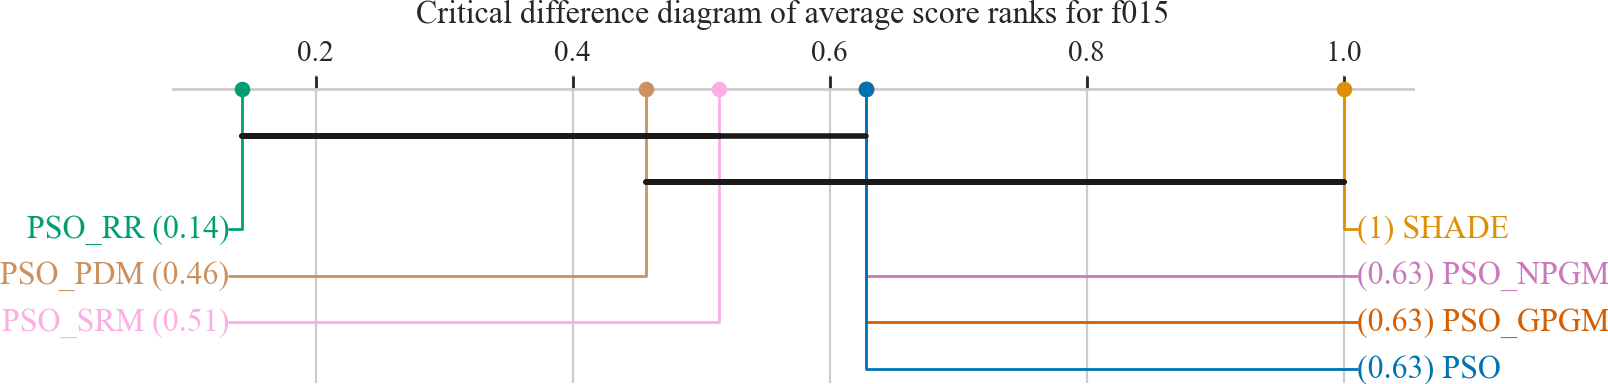 Critical difference diagram of average score ranks for f015
0.2 0.4 0.6 0.8 1.0
PSO_RR (0.14) (1) SHADE
PSO_PDM (0.46) (0.63) PSO_NPGM
PSO_SRM (0.51) (0.63) PSO_GPGM
(0.63) PSO